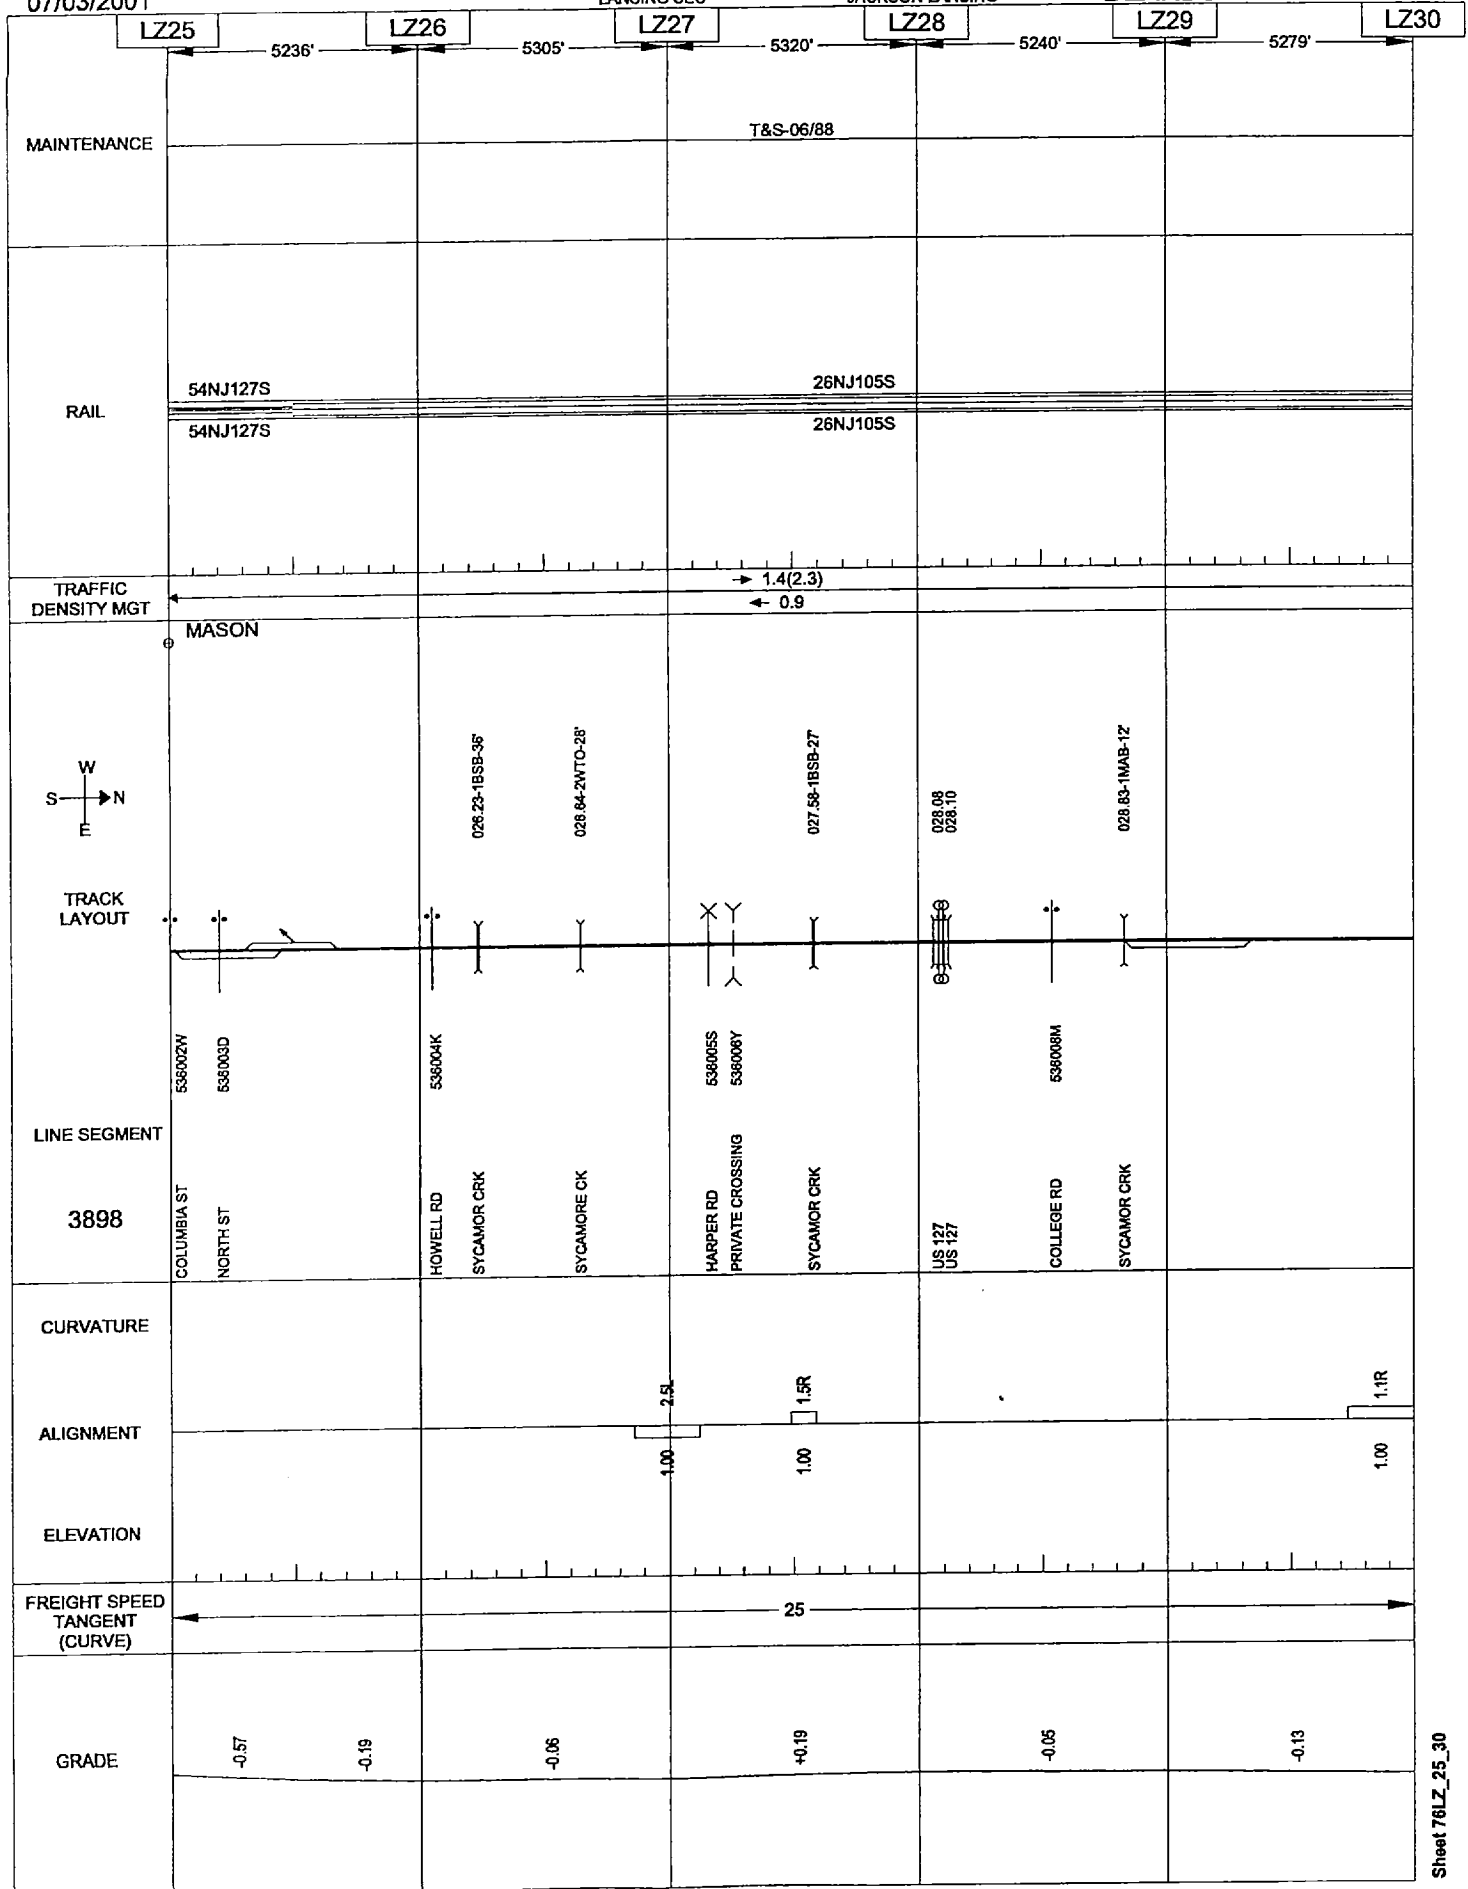 07/03/2001
LZ25
LZ26
LZ27
LZ28
LZ29
LZ30
5236'
5305'
5320'
5240'
5279'
MAINTENANCE
T&S-06/88
RAIL
54NJ127S
26NJ105S
54NJ127S
26NJ105S
TRAFFIC
DENSITY MGT
1.4(2.3)
0.9
MASON
W
S
N
E
026.23-1BSB-36'
026.64-2WTO-28'
027.58-1BSB-27'
028.08
028.10
028.83-1MAB-12'
TRACK
LAYOUT
536002W
536003D
536004K
536005S
536006Y
536008M
LINE SEGMENT
3898
COLUMBIA ST
NORTH ST
HOWELL RD
SYCAMOR CRK
SYCAMORE CK
HARPER RD
PRIVATE CROSSING
SYCAMOR CRK
US 127
US 127
COLLEGE RD
SYCAMOR CRK
CURVATURE
2.5L
1.5R
1.1R
ALIGNMENT
1.00
1.00
1.00
ELEVATION
FREIGHT SPEED
TANGENT
(CURVE)
25
GRADE
-0.57
-0.19
-0.06
+0.19
-0.05
-0.13
Sheet 76LZ_25_30